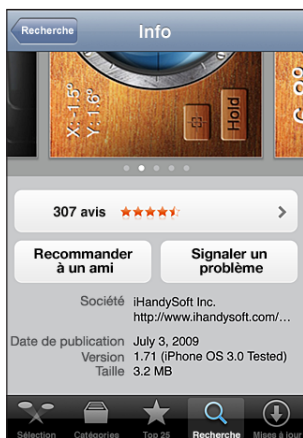 Recherche
Info
X: -1.5°
Y: 1.6°
Hold
307 avis
Recommander
à un ami
Signaler un
problème
Société iHandySoft Inc.
http://www.ihandysoft.com/...
Date de publication July 3, 2009
Version 1.71 (iPhone OS 3.0 Tested)
Taille 3.2 MB
Sélection Catégories Top 25 Recherche Mises à jour